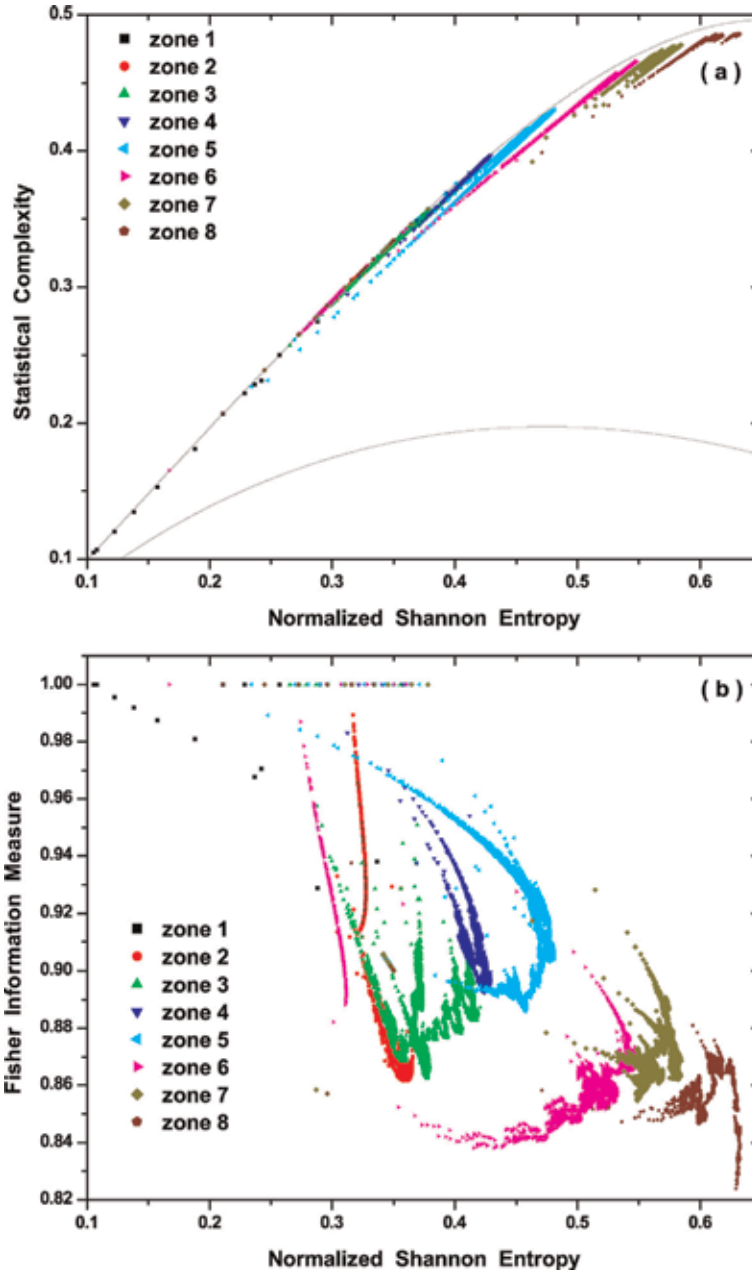 0.5
zone 1
zone 2
zone 3
zone 4
zone 5
zone 6
zone 7
zone 8
( a )
0.4
0.3
0.2
0.1
Statistical Complexity
0.1 0.2 0.3 0.4 0.5 0.6
Normalized Shannon Entropy
1.00
( b )
0.98
0.96
0.94
0.92
0.90
0.88
0.86
0.84
0.82
Fisher Information Measure
zone 1
zone 2
zone 3
zone 4
zone 5
zone 6
zone 7
zone 8
0.1 0.2 0.3 0.4 0.5 0.6
Normalized Shannon Entropy